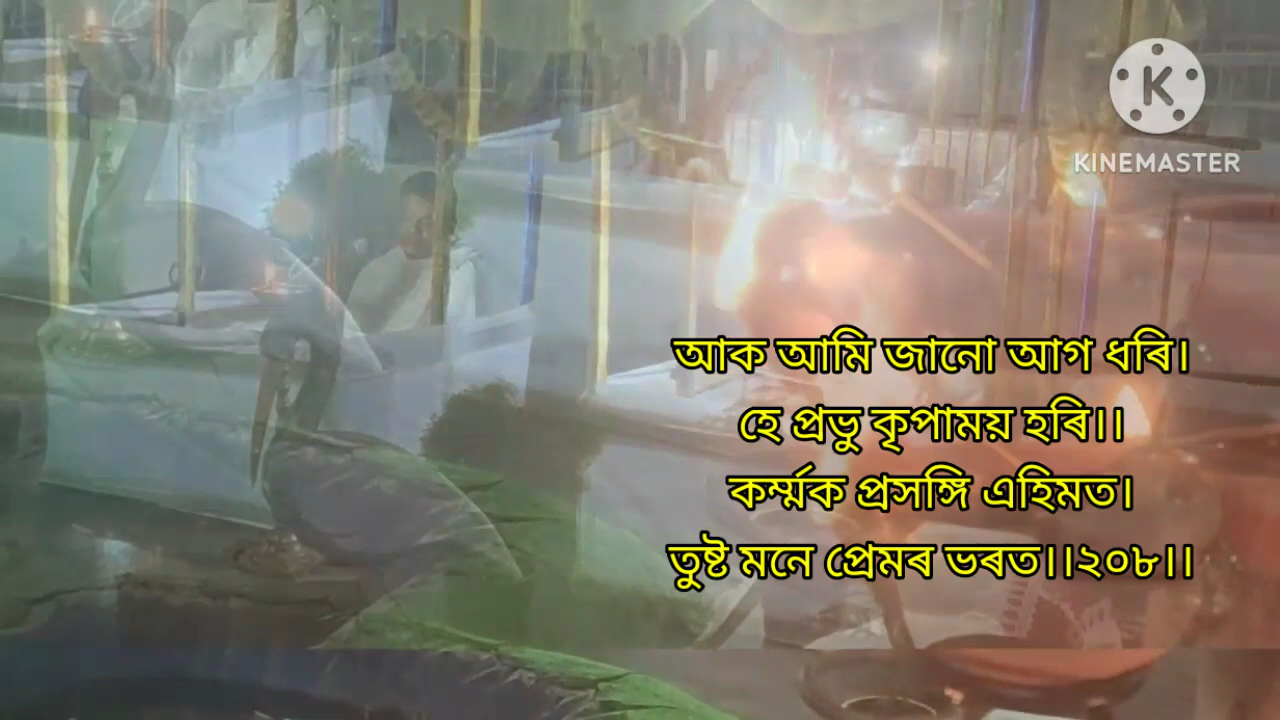 KINEMASTER
আক আমি জানো আগ ধৰি।
হে প্ৰভু কৃপাময় হৰি।।
কৰ্ম্মক প্ৰসঙ্গি এহিমত।
তুষ্ট মনে প্ৰেমৰ ভৰত।।২০৮।।